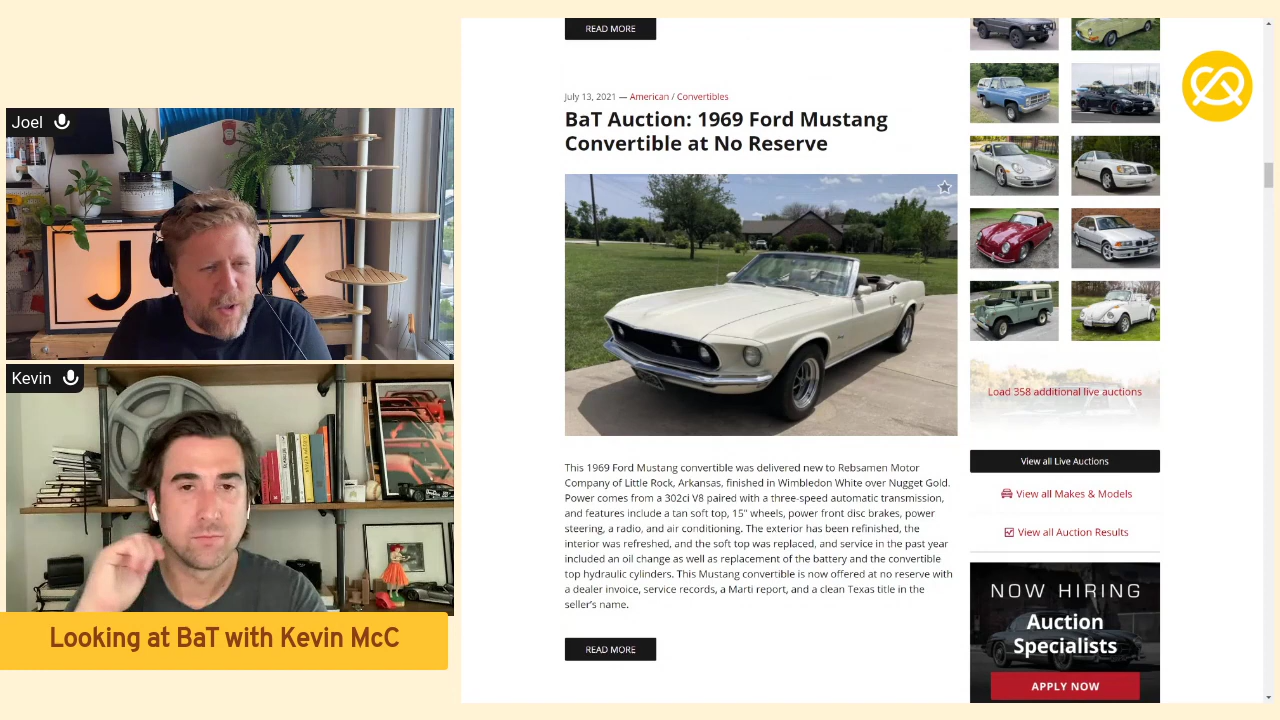 Joel
J K
Kevin
Looking at BaT with Kevin McC
READ MORE
July 13, 2021 — American / Convertibles
BaT Auction: 1969 Ford Mustang
Convertible at No Reserve
This 1969 Ford Mustang convertible was delivered new to Rebsamen Motor
Company of Little Rock, Arkansas, finished in Wimbledon White over Nugget Gold.
Power comes from a 302ci V8 paired with a three-speed automatic transmission,
and features include a tan soft top, 15" wheels, power front disc brakes, power
steering, a radio, and air conditioning. The exterior has been refinished, the
interior was refreshed, and the soft top was replaced, and service in the past year
included an oil change as well as replacement of the battery and the convertible
top hydraulic cylinders. This Mustang convertible is now offered at no reserve with
a dealer invoice, service records, a Marti report, and a clean Texas title in the
seller's name.
READ MORE
Load 358 additional live auctions
View all Live Auctions
View all Makes & Models
View all Auction Results
NOW HIRING
Auction
Specialists
APPLY NOW